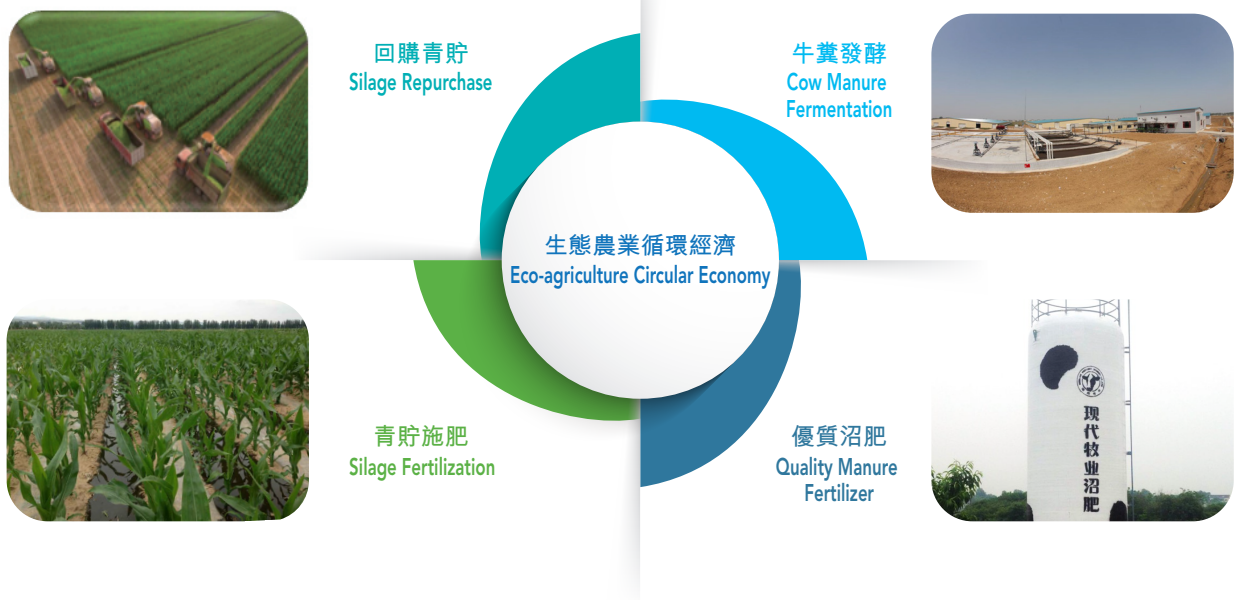 回購青貯
Silage Repurchase
牛糞發酵
Cow Manure
Fermentation
生態農業循環經濟
Eco-agriculture Circular Economy
青貯施肥
Silage Fertilization
優質沼肥
Quality Manure
Fertilizer
现代牧业沼肥